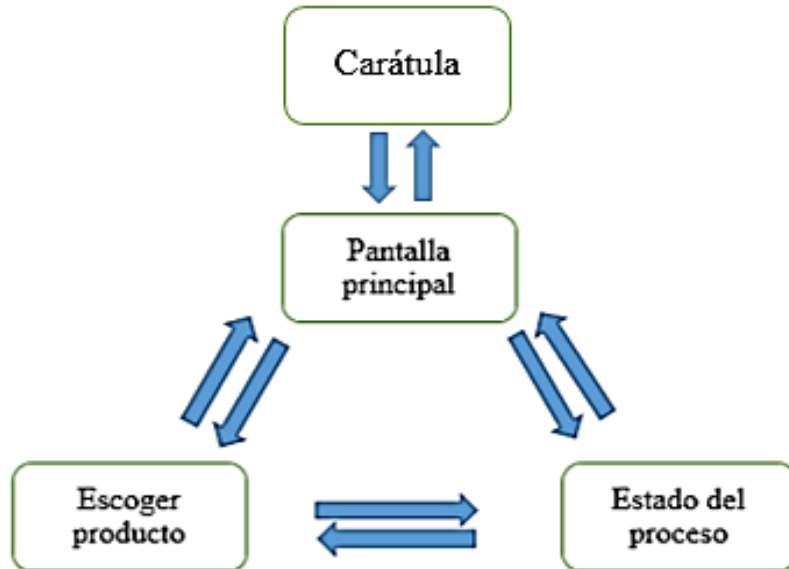 Carátula
Pantalla
principal
Escoger
producto
Estado del
proceso